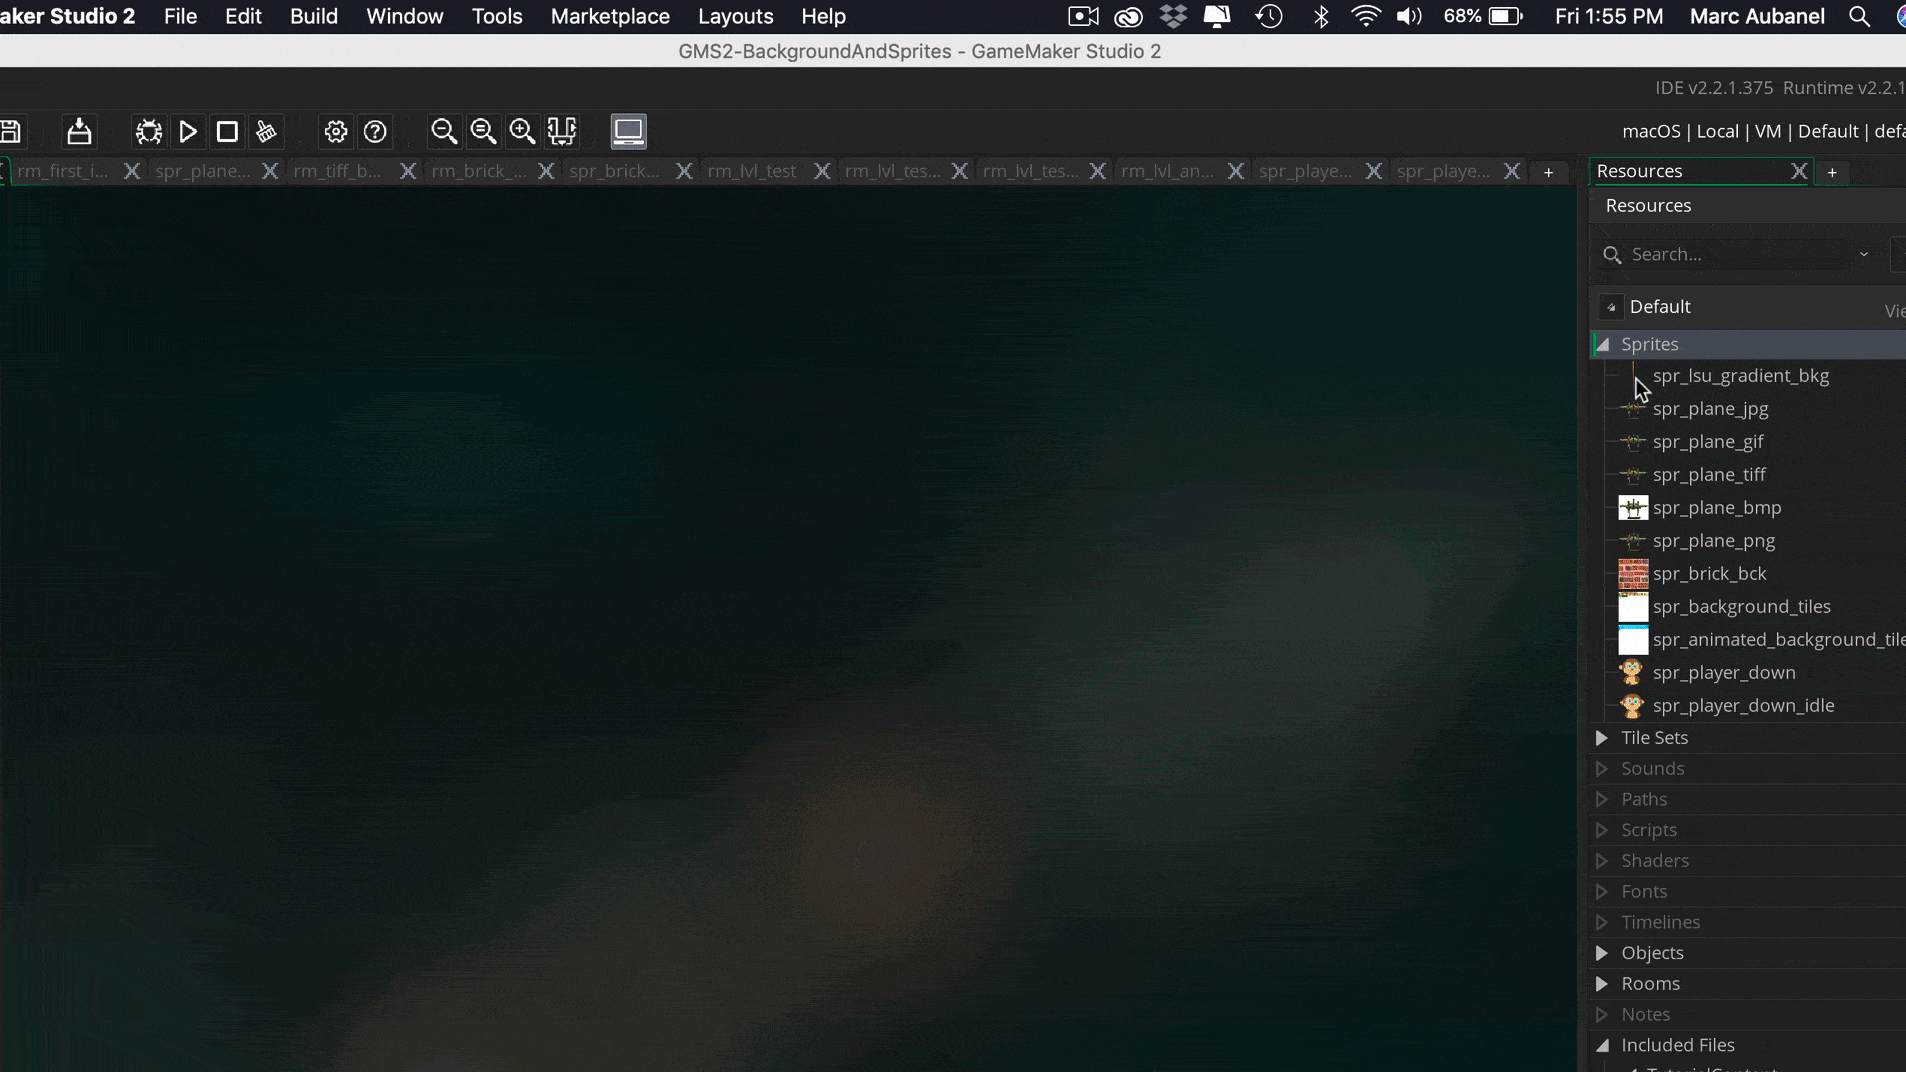 aker Studio 2 File Edit Build Window Tools Marketplace Layouts Help 68% Fri 1:55 PM Marc Aubanel
GMS2-BackgroundAndSprites - GameMaker Studio 2
IDE v2.2.1.375 Runtime v2.2.1
macOS | Local | VM | Default | defa
rm_first_i... spr_plane... rm_tiff_b... rm_brick_... spr_brick... rm_lvl_test rm_lvl_tes... rm_lvl_tes... rm_lvl_an... spr_playe... spr_playe... + Resources +
Resources
Search...
Default Vie
Sprites
spr_lsu_gradient_bkg
spr_plane_jpg
spr_plane_gif
spr_plane_tiff
spr_plane_bmp
spr_plane_png
spr_brick_bck
spr_background_tiles
spr_animated_background_tile
spr_player_down
spr_player_down_idle
Tile Sets
Sounds
Paths
Scripts
Shaders
Fonts
Timelines
Objects
Rooms
Notes
Included Files